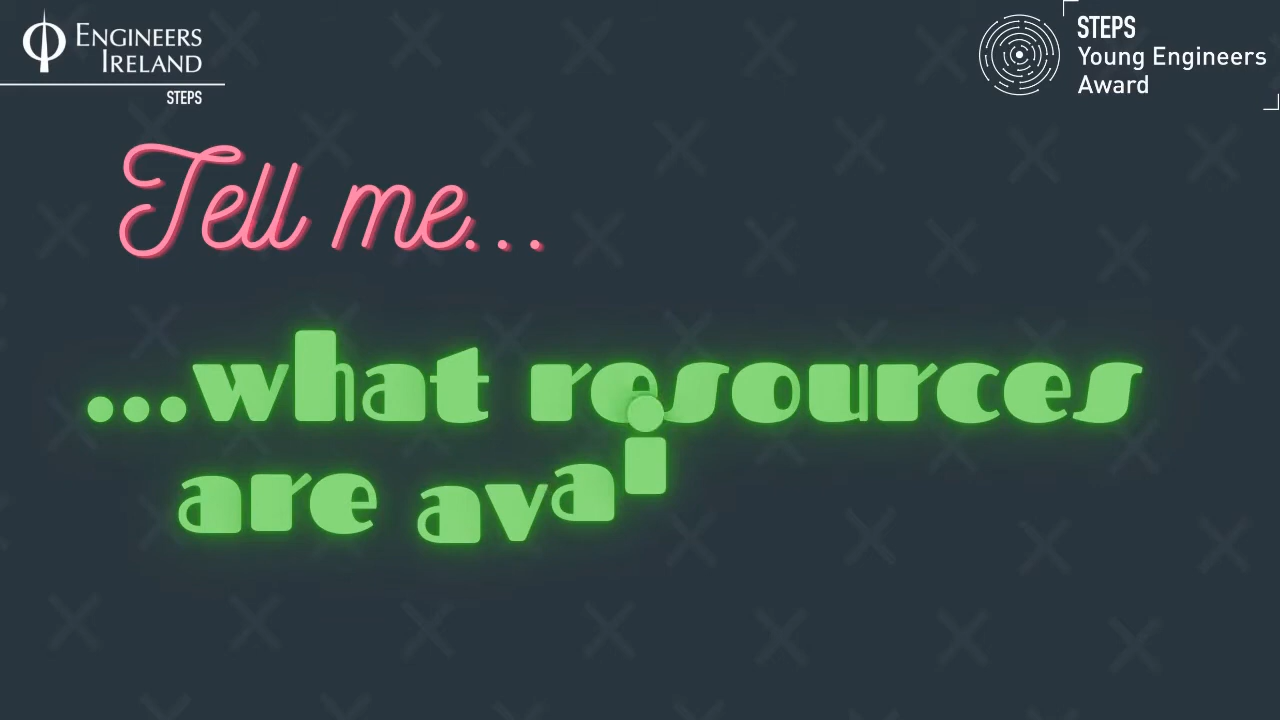 ENGINEERS
IRELAND
STEPS
STEPS
Young Engineers
Award
Tell me...
...what resources
are avai